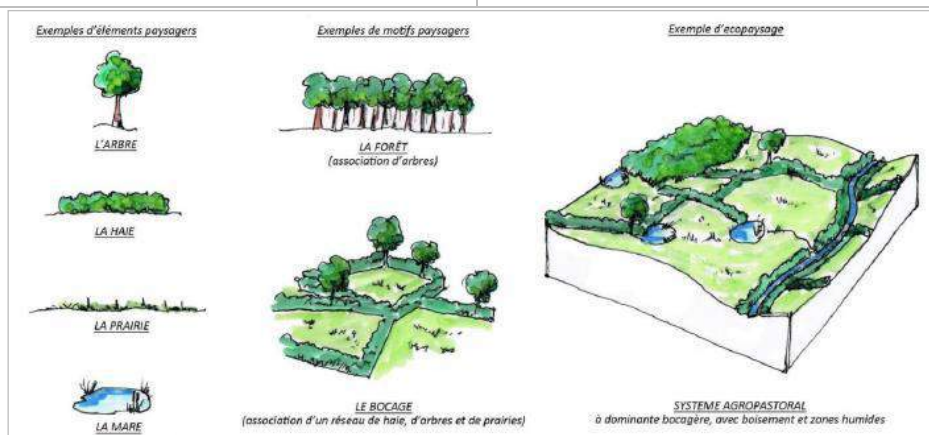 Exemples d'éléments paysagers
L'ARBRE
LA HAIE
LA PRAIRIE
LA MARE
Exemples de motifs paysagers
LA FORÊT
(association d'arbres)
LE BOCAGE
(association d'un réseau de haie, d'arbres et de prairies)
Exemple d'ecopaysage
SYSTEME AGROPASTORAL
à dominante bocagère, avec boisement et zones humides